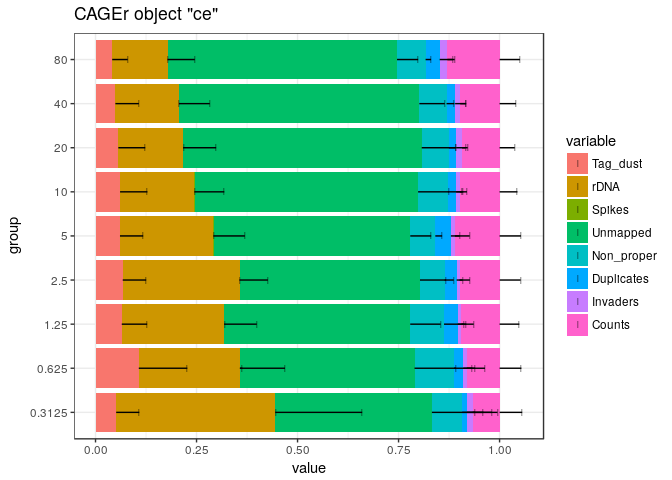 CAGEr object "ce"
group
80
40
20
10
5
2.5
1.25
0.625
0.3125
0.00
0.25
0.50
0.75
1.00
value
variable
Tag_dust
rDNA
Spikes
Unmapped
Non_proper
Duplicates
Invaders
Counts